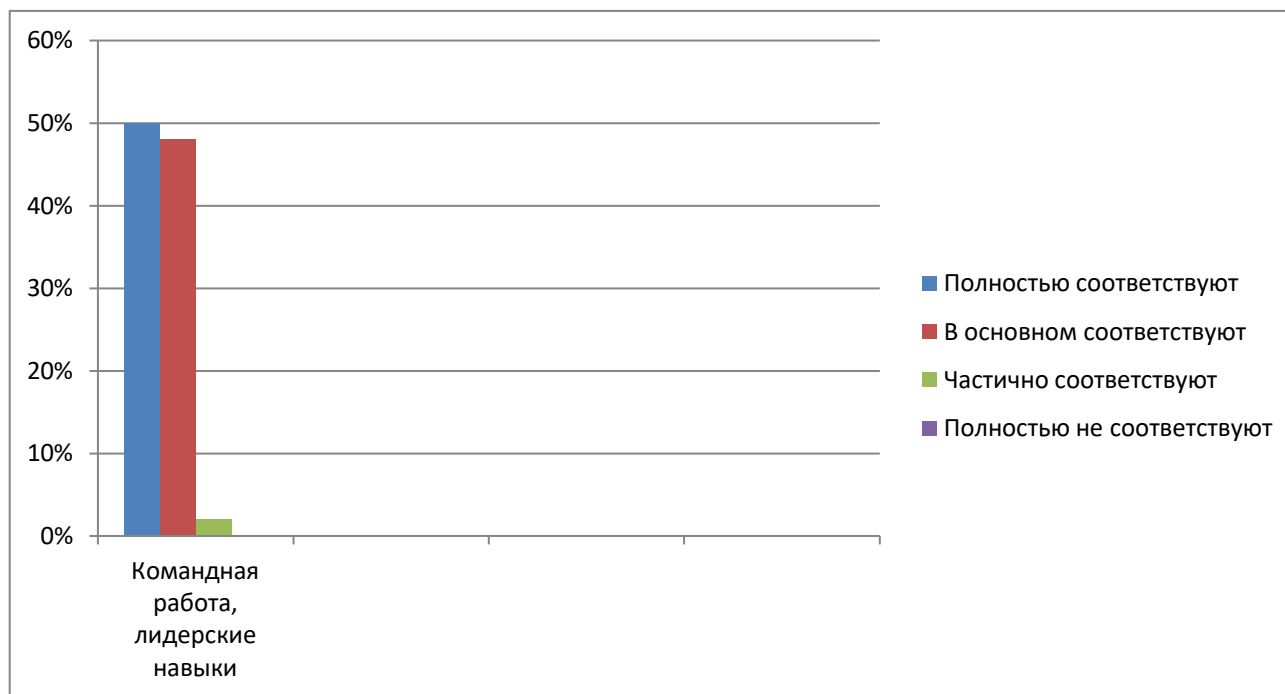 60%
50%
40%
30%
20%
10%
0%
Командная
работа,
лидерские
навыки
Полностью соответствуют
В основном соответствуют
Частично соответствуют
Полностью не соответствуют